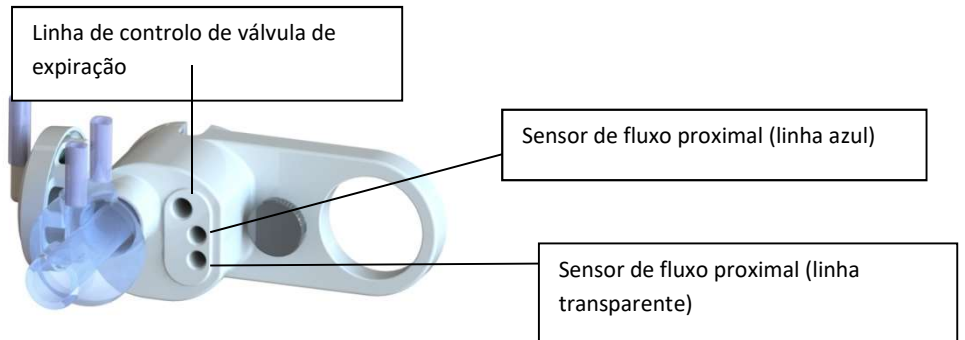 Linha de controlo de válvula de
expiração
Sensor de fluxo proximal (linha azul)
Sensor de fluxo proximal (linha
transparente)